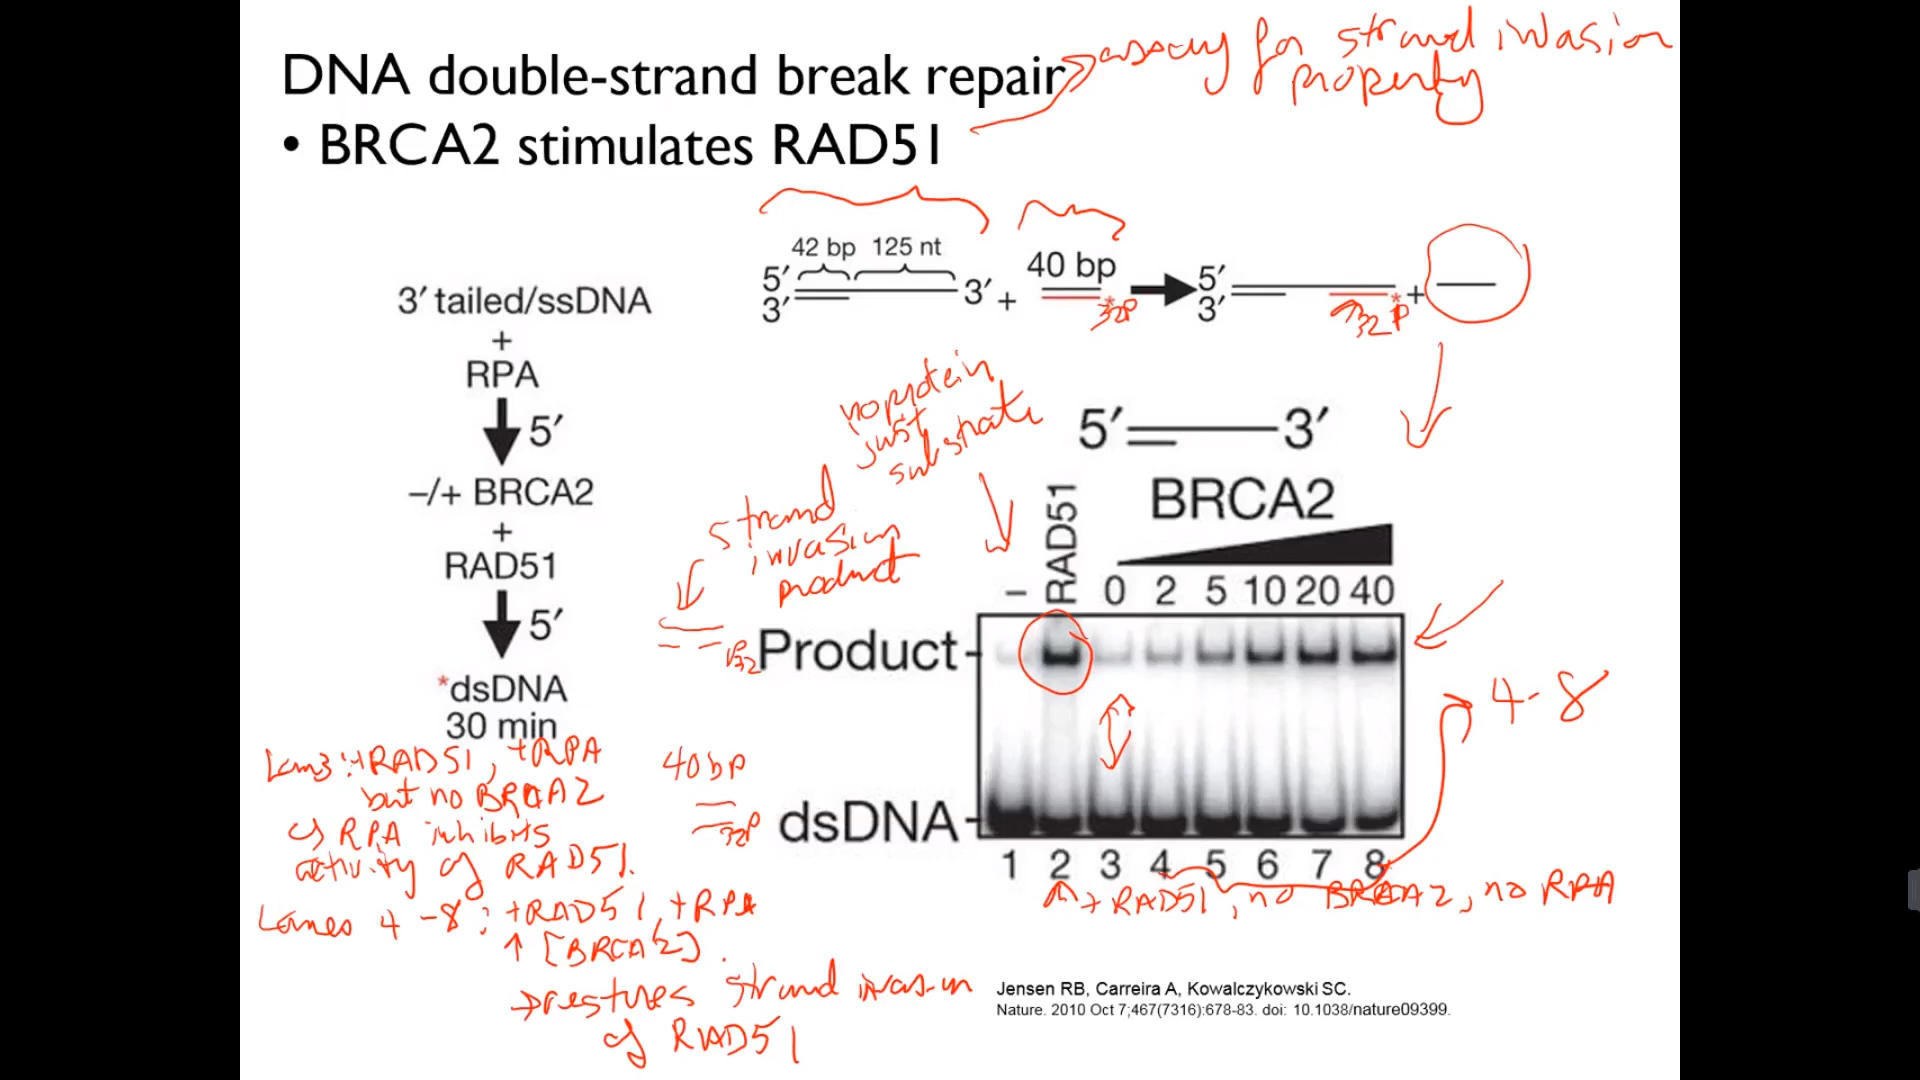 DNA double-strand break repair
• BRCA2 stimulates RAD51
assay for strand invasion
property
42 bp 125 nt
5′ 3′ + 40 bp 5′ +
3′ 32P 3′ 32P
3′ tailed/ssDNA
+
RPA
5′
–/+ BRCA2
+
RAD51
5′
*dsDNA
30 min
no protein
just
substrate
strand
invasion
product
5′ 3′
BRCA2
– RAD51 0 2 5 10 20 40
Product
P32
40 bp
32P
dsDNA
1 2 3 4 5 6 7 8
4-8
+RAD51, no BRCA2, no RPA
Lane 3: +RAD51, +RPA
but no BRCA2
RPA inhibits
activity of RAD51.
Lanes 4-8: +RAD51, +RPA
↑ [BRCA2].
→ restores strand invasion
of RAD51
Jensen RB, Carreira A, Kowalczykowski SC.
Nature. 2010 Oct 7;467(7316):678-83. doi: 10.1038/nature09399.